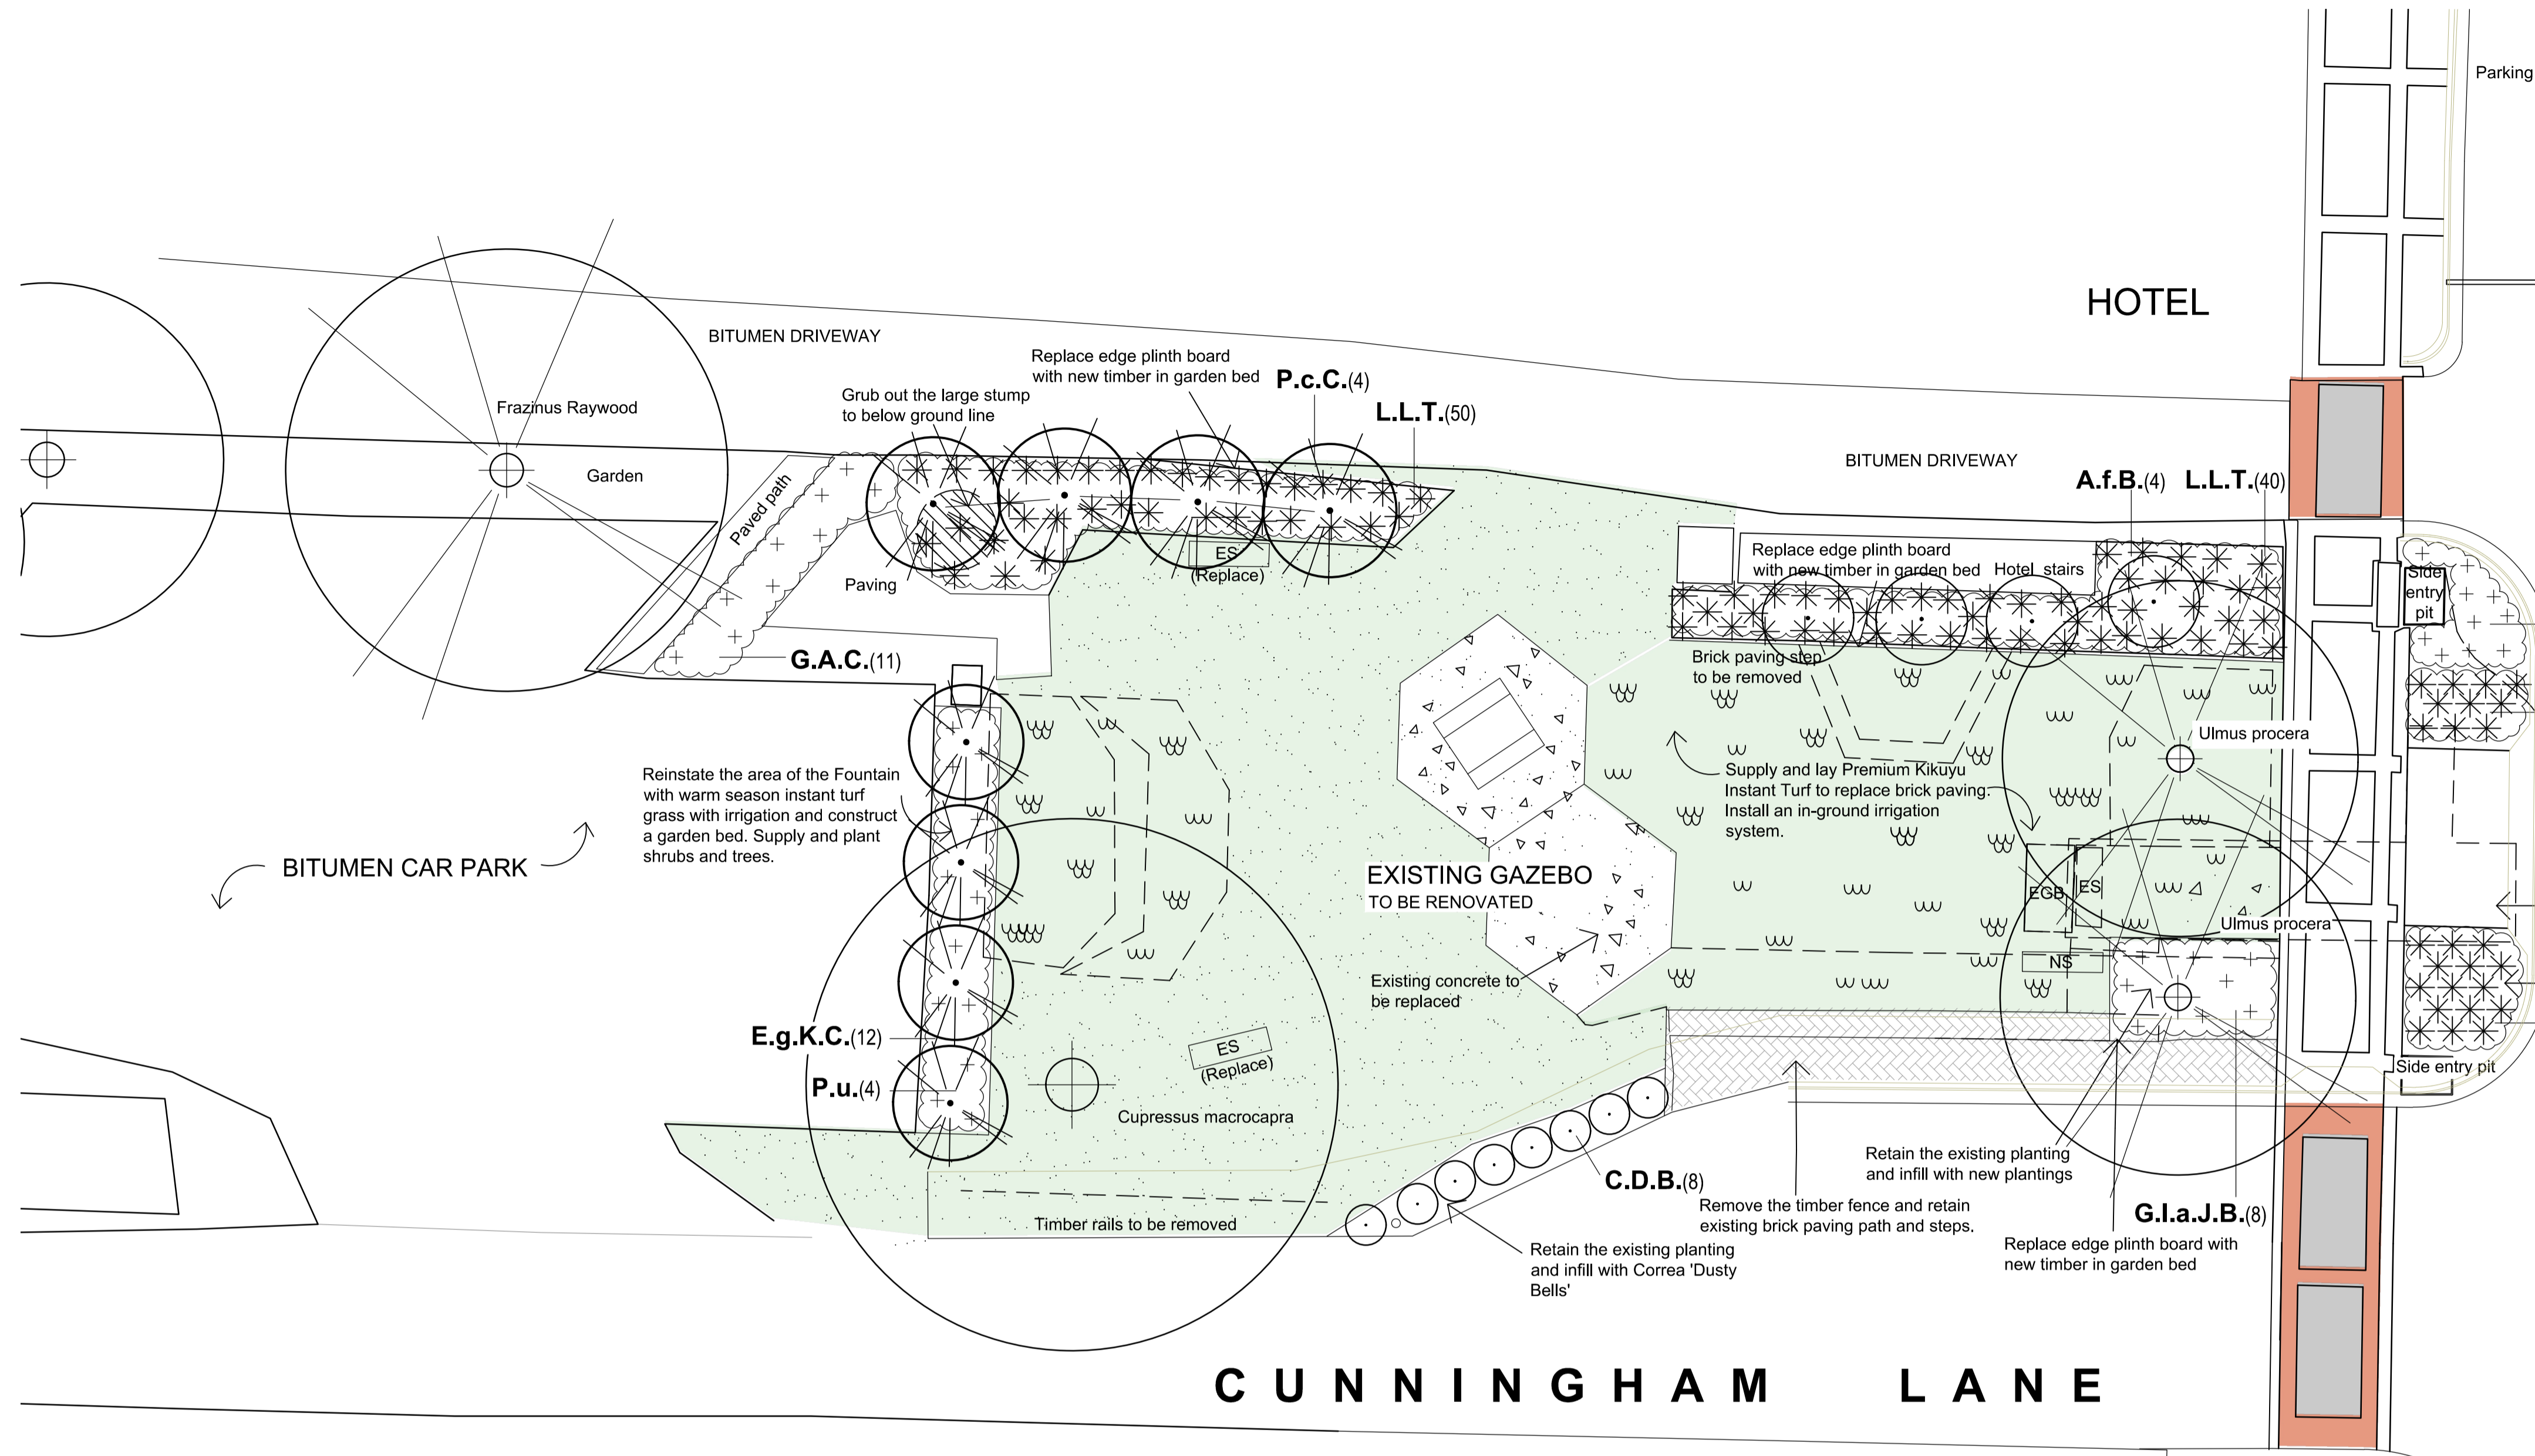 Parking
HOTEL
BITUMEN DRIVEWAY
Replace edge plinth board
with new timber in garden bed
P.c.C.(4)
Grub out the large stump
to below ground line
L.L.T.(50)
Frazinus Raywood
Garden
Paved path
BITUMEN DRIVEWAY
A.f.B.(4)
L.L.T.(40)
ES
(Replace)
Paving
Replace edge plinth board
with new timber in garden bed
Hotel stairs
Side
entry
pit
G.A.C.(11)
Brick paving step
to be removed
Ulmus procera
Reinstate the area of the Fountain
with warm season instant turf
grass with irrigation and construct
a garden bed. Supply and plant
shrubs and trees.
Supply and lay Premium Kikuyu
Instant Turf to replace brick paving.
Install an in-ground irrigation
system.
BITUMEN CAR PARK
EXISTING GAZEBO
TO BE RENOVATED
EGB
ES
Ulmus procera
NS
Existing concrete to
be replaced
E.g.K.C.(12)
ES
(Replace)
P.u.(4)
Cupressus macrocapra
Side entry pit
C.D.B.(8)
Retain the existing planting
and infill with new plantings
Remove the timber fence and retain
existing brick paving path and steps.
G.I.a.J.B.(8)
Timber rails to be removed
Retain the existing planting
and infill with Correa 'Dusty
Bells'
Replace edge plinth board with
new timber in garden bed
CUNNINGHAM LANE